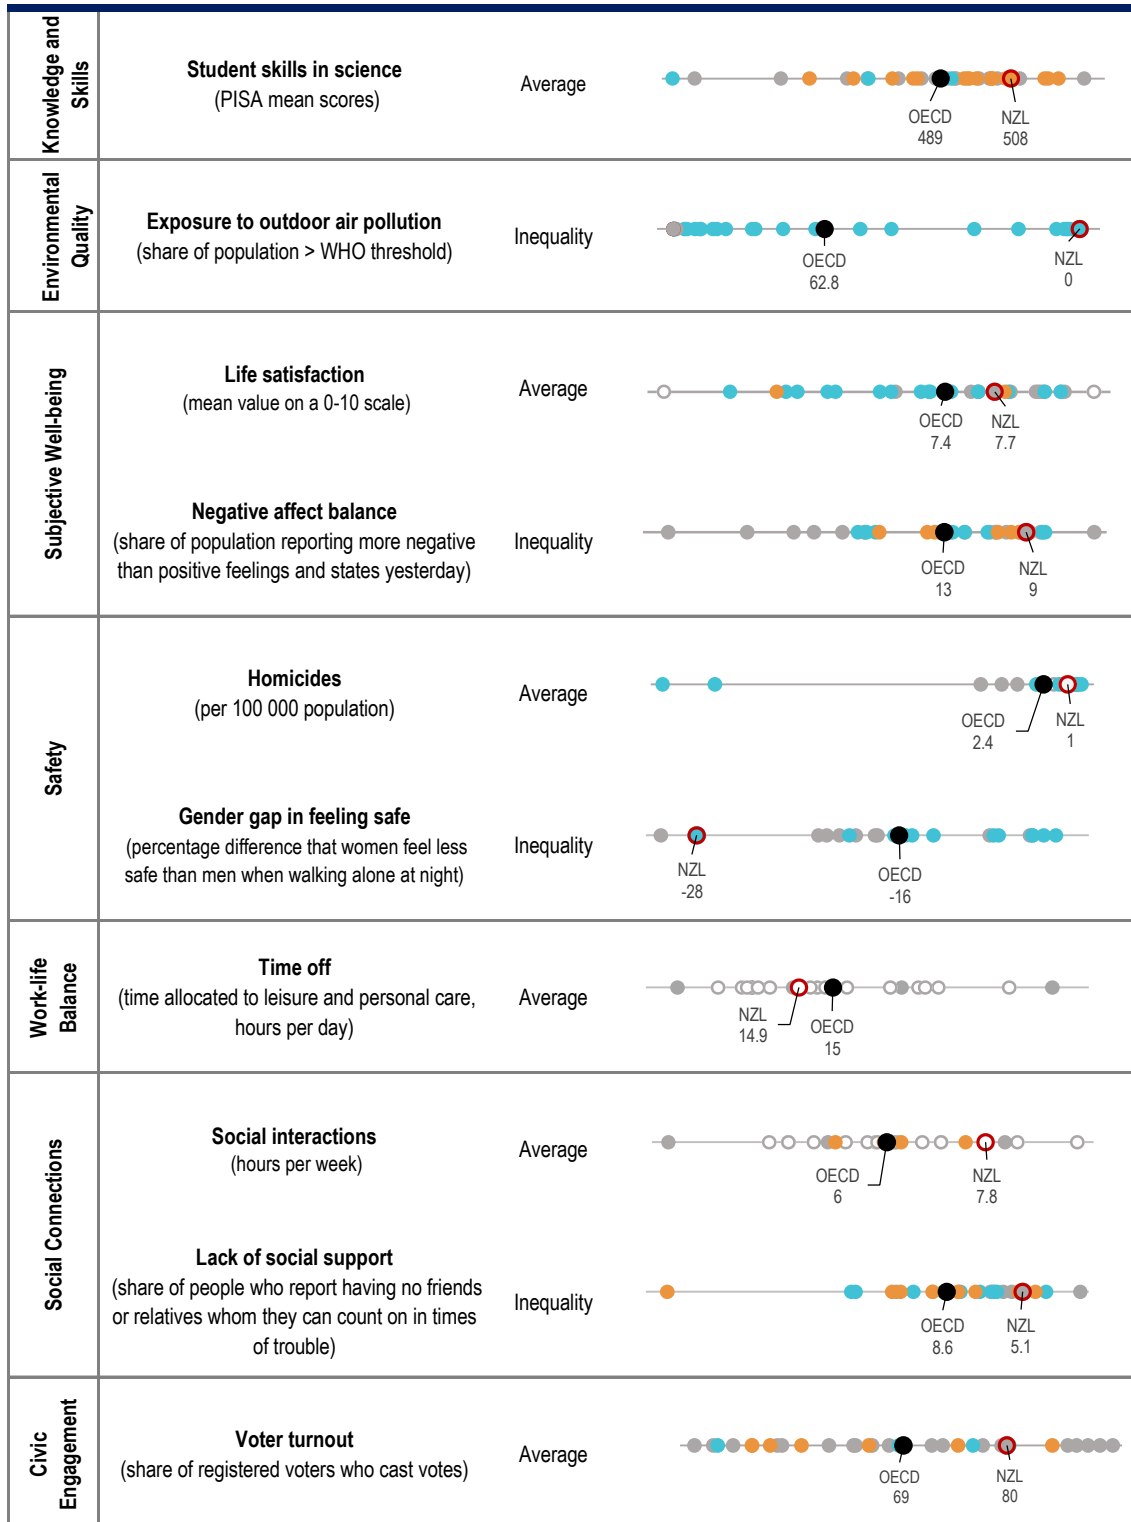 Knowledge and
Skills
Student skills in science
(PISA mean scores)
Average
OECD
489
NZL
508
Environmental
Quality
Exposure to outdoor air pollution
(share of population > WHO threshold)
Inequality
OECD
62.8
NZL
0
Subjective Well-being
Life satisfaction
(mean value on a 0-10 scale)
Average
OECD
7.4
NZL
7.7
Negative affect balance
(share of population reporting more negative
than positive feelings and states yesterday)
Inequality
OECD
13
NZL
9
Safety
Homicides
(per 100 000 population)
Average
OECD
2.4
NZL
1
Gender gap in feeling safe
(percentage difference that women feel less
safe than men when walking alone at night)
Inequality
NZL
-28
OECD
-16
Work-life
Balance
Time off
(time allocated to leisure and personal care,
hours per day)
Average
NZL
14.9
OECD
15
Social Connections
Social interactions
(hours per week)
Average
OECD
6
NZL
7.8
Lack of social support
(share of people who report having no friends
or relatives whom they can count on in times
of trouble)
Inequality
OECD
8.6
NZL
5.1
Civic
Engagement
Voter turnout
(share of registered voters who cast votes)
Average
OECD
69
NZL
80